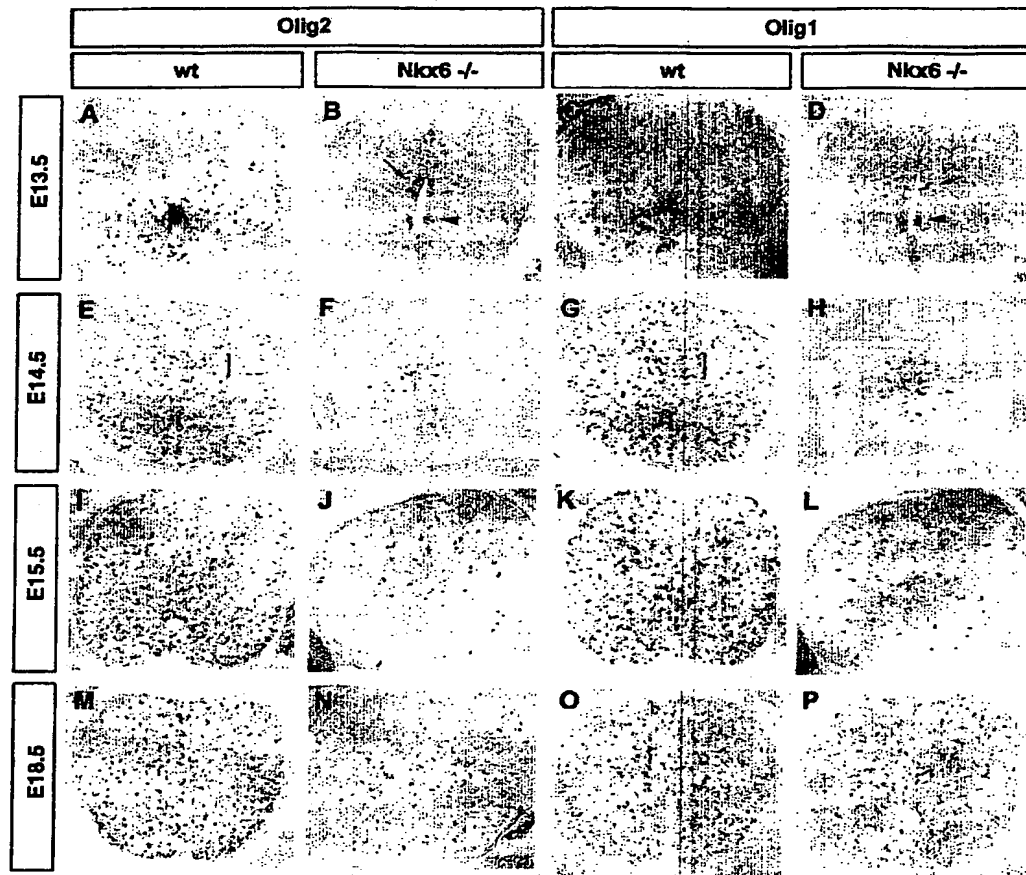 Olig2 Olig1
wt Nkx6 -/- wt Nkx6 -/-
E13.5 A B C D
E14.5 E F G H
E15.5 I J K L
E18.5 M N O P